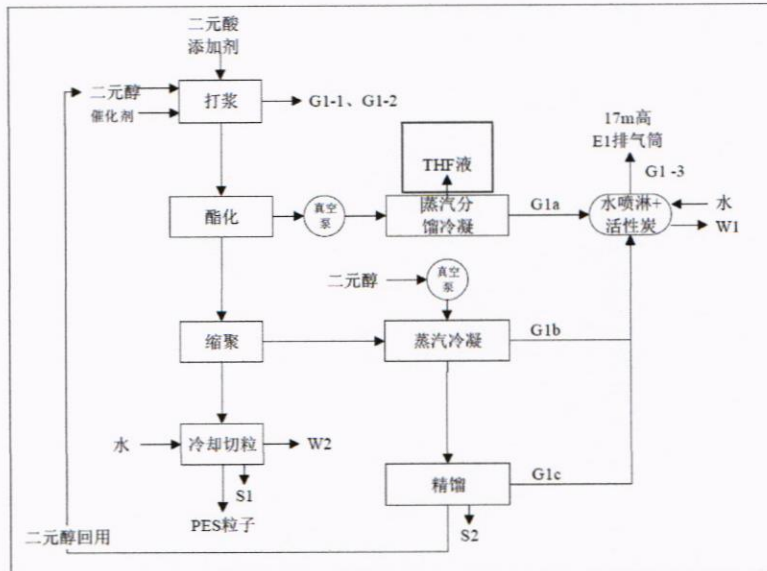 二元酸
添加剂
二元醇
催化剂
打浆
G1-1、G1-2
17m高
E1排气筒
THF液
G1 -3
酯化
真空
泵
蒸汽分
馏冷凝
G1a
水喷淋+
活性炭
水
W1
二元醇
真空
泵
缩聚
蒸汽冷凝
G1b
水
冷却切粒
W2
S1
精馏
G1c
PES粒子
S2
二元醇回用